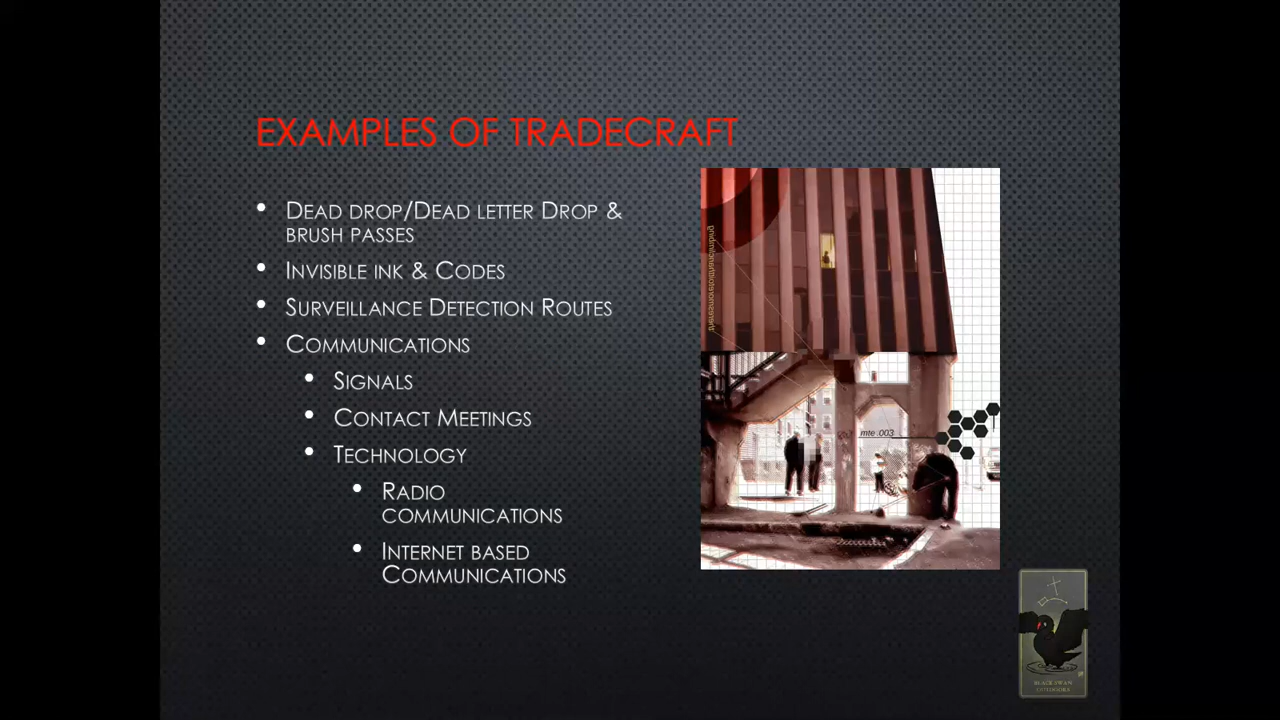 EXAMPLES OF TRADECRAFT
• DEAD DROP/DEAD LETTER DROP &
BRUSH PASSES
• INVISIBLE INK & CODES
• SURVEILLANCE DETECTION ROUTES
• COMMUNICATIONS
• SIGNALS
• CONTACT MEETINGS
• TECHNOLOGY
• RADIO
COMMUNICATIONS
• INTERNET BASED
COMMUNICATIONS
mte .003
BLACK SWAN